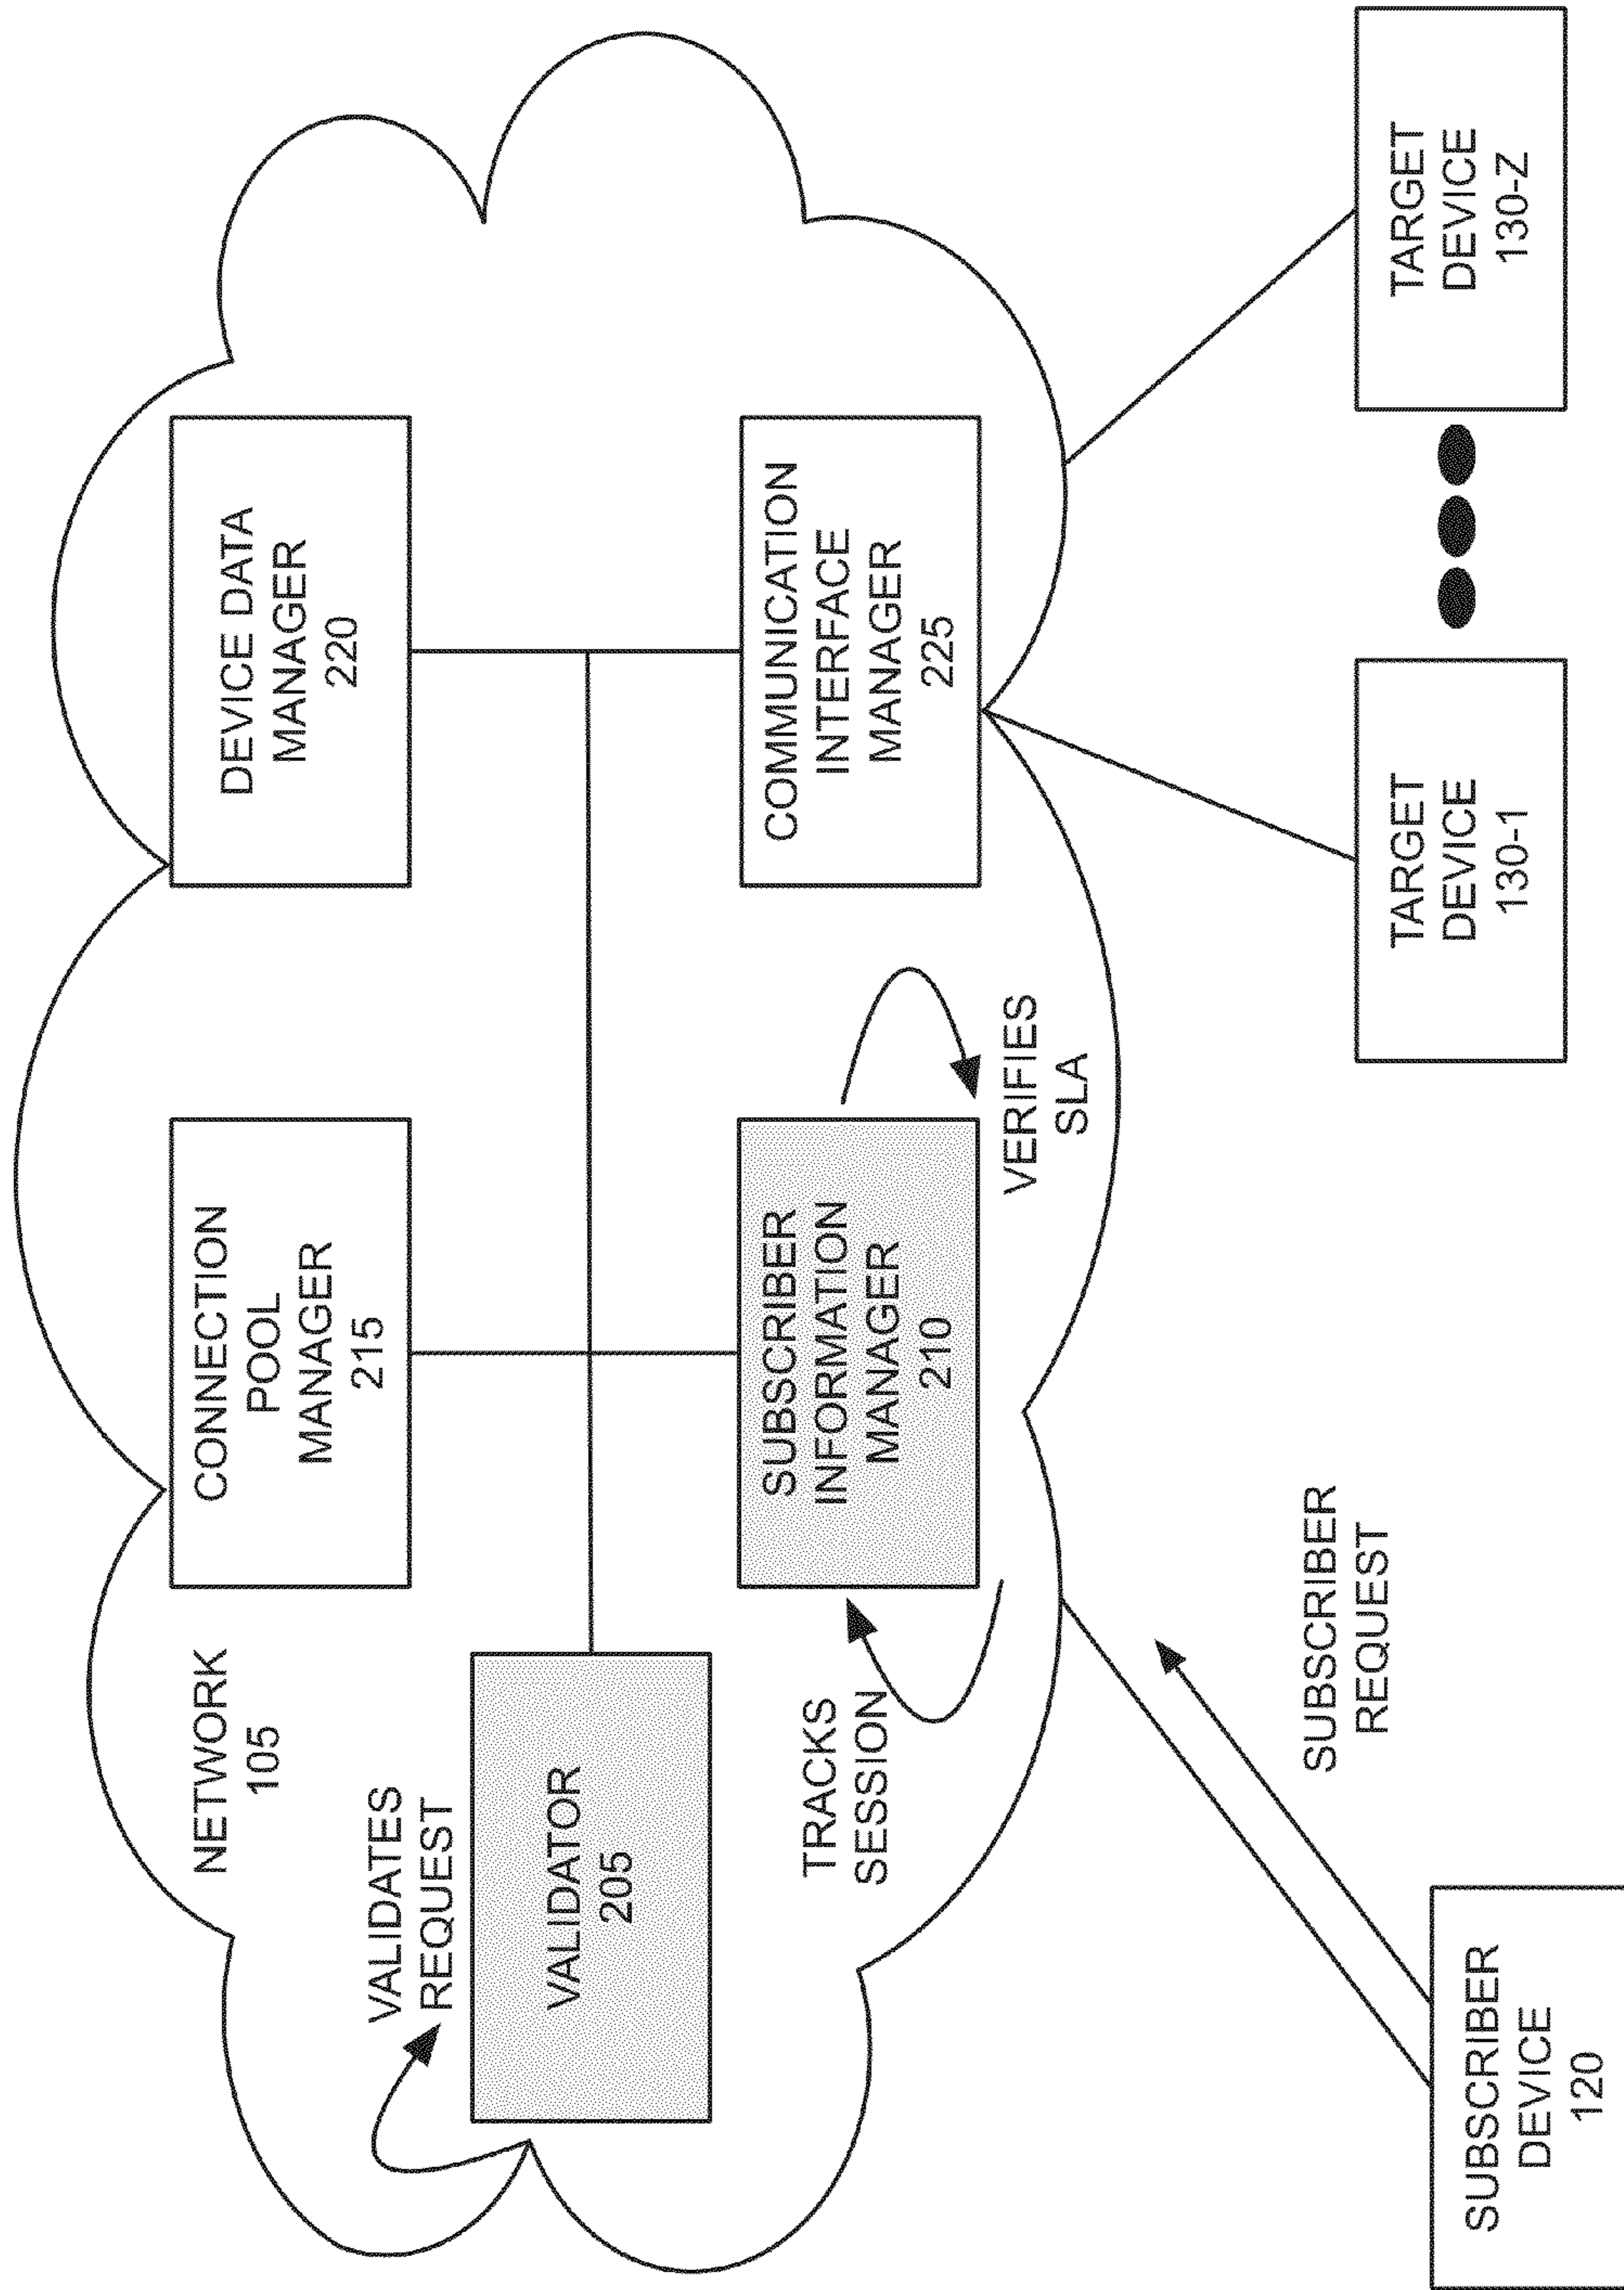 NETWORK
105
VALIDATES
REQUEST
VALIDATOR
205
CONNECTION
POOL
MANAGER
215
DEVICE DATA
MANAGER
220
TRACKS
SESSION
SUBSCRIBER
INFORMATION
MANAGER
210
VERIFIES
SLA
COMMUNICATION
INTERFACE
MANAGER
225
SUBSCRIBER
REQUEST
SUBSCRIBER
DEVICE
120
TARGET
DEVICE
130-1
TARGET
DEVICE
130-Z